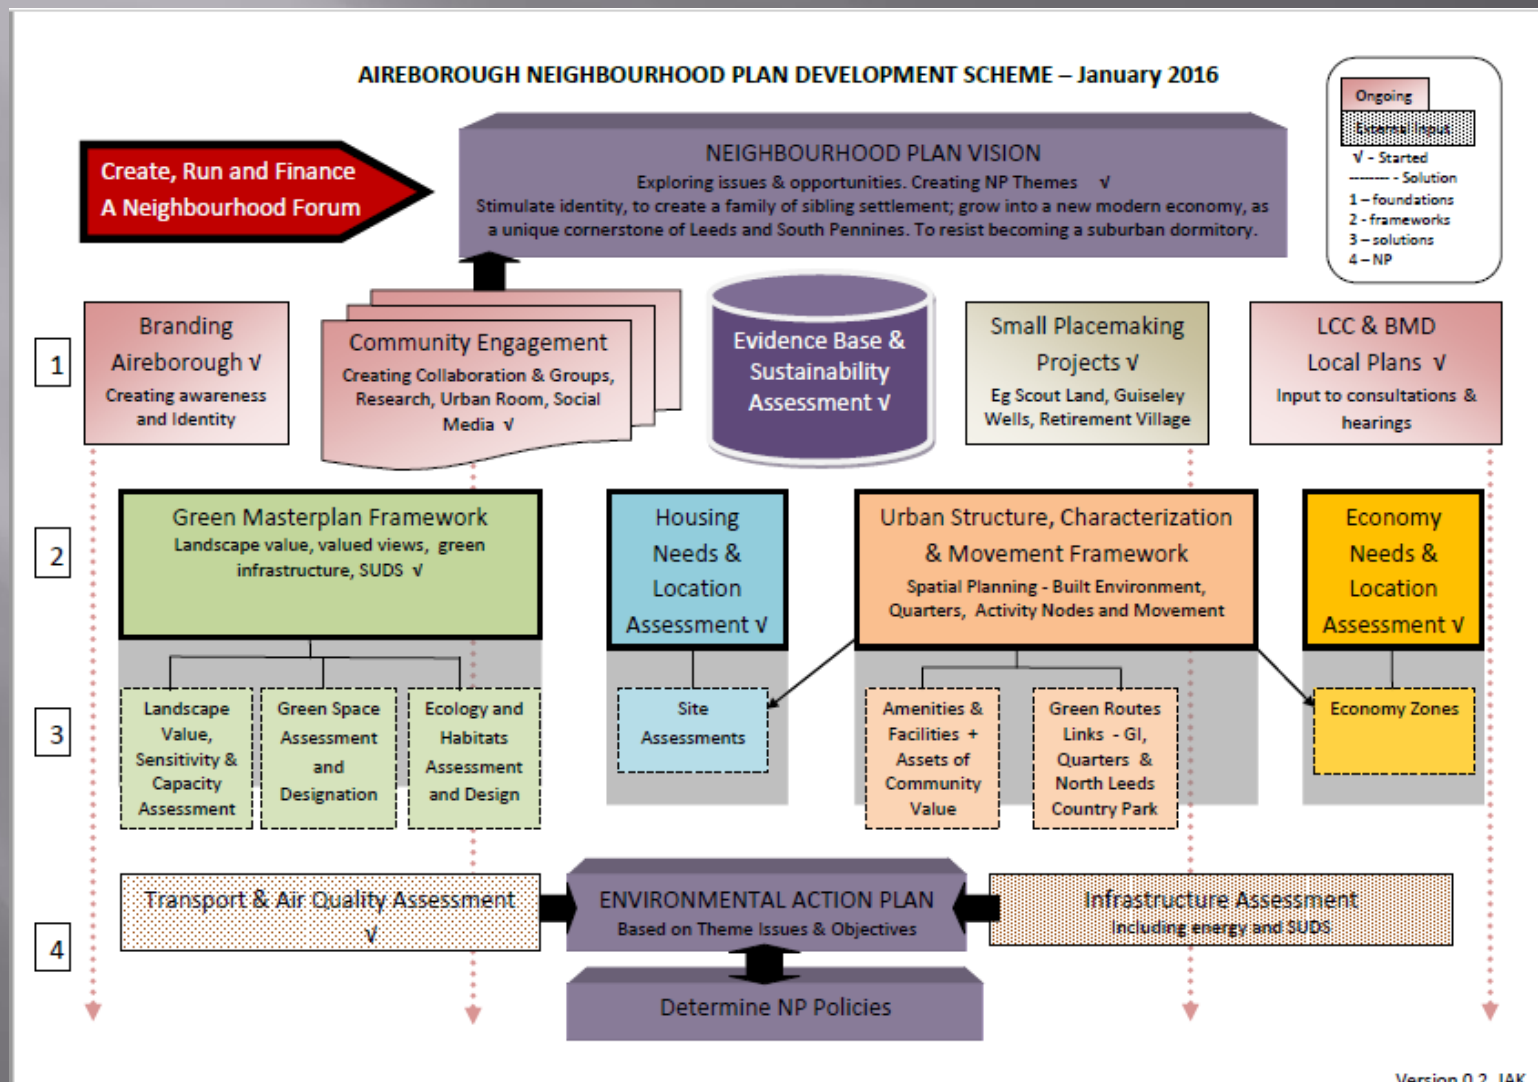 AIREBOROUGH NEIGHBOURHOOD PLAN DEVELOPMENT SCHEME – January 2016
Ongoing
External Input
√ - Started
-------- - Solution
1 – foundations
2 - frameworks
3 – solutions
4 – NP
Create, Run and Finance
A Neighbourhood Forum
NEIGHBOURHOOD PLAN VISION
Exploring issues & opportunities. Creating NP Themes √
Stimulate identity, to create a family of sibling settlement; grow into a new modern economy, as
a unique cornerstone of Leeds and South Pennines. To resist becoming a suburban dormitory.
1
Branding
Aireborough √
Creating awareness
and Identity
Community Engagement
Creating Collaboration & Groups,
Research, Urban Room, Social
Media √
Evidence Base &
Sustainability
Assessment √
Small Placemaking
Projects √
Eg Scout Land, Guiseley
Wells, Retirement Village
LCC & BMD
Local Plans √
Input to consultations &
hearings
2
Green Masterplan Framework
Landscape value, valued views, green
infrastructure, SUDS √
Housing
Needs &
Location
Assessment √
Urban Structure, Characterization
& Movement Framework
Spatial Planning - Built Environment,
Quarters, Activity Nodes and Movement
Economy
Needs &
Location
Assessment √
3
Landscape
Value,
Sensitivity &
Capacity
Assessment
Green Space
Assessment
and
Designation
Ecology and
Habitats
Assessment
and Design
Site
Assessments
Amenities &
Facilities +
Assets of
Community
Value
Green Routes
Links - GI,
Quarters &
North Leeds
Country Park
Economy Zones
4
Transport & Air Quality Assessment
√
ENVIRONMENTAL ACTION PLAN
Based on Theme Issues & Objectives
Infrastructure Assessment
Including energy and SUDS
Determine NP Policies
Version 0.2 JAK